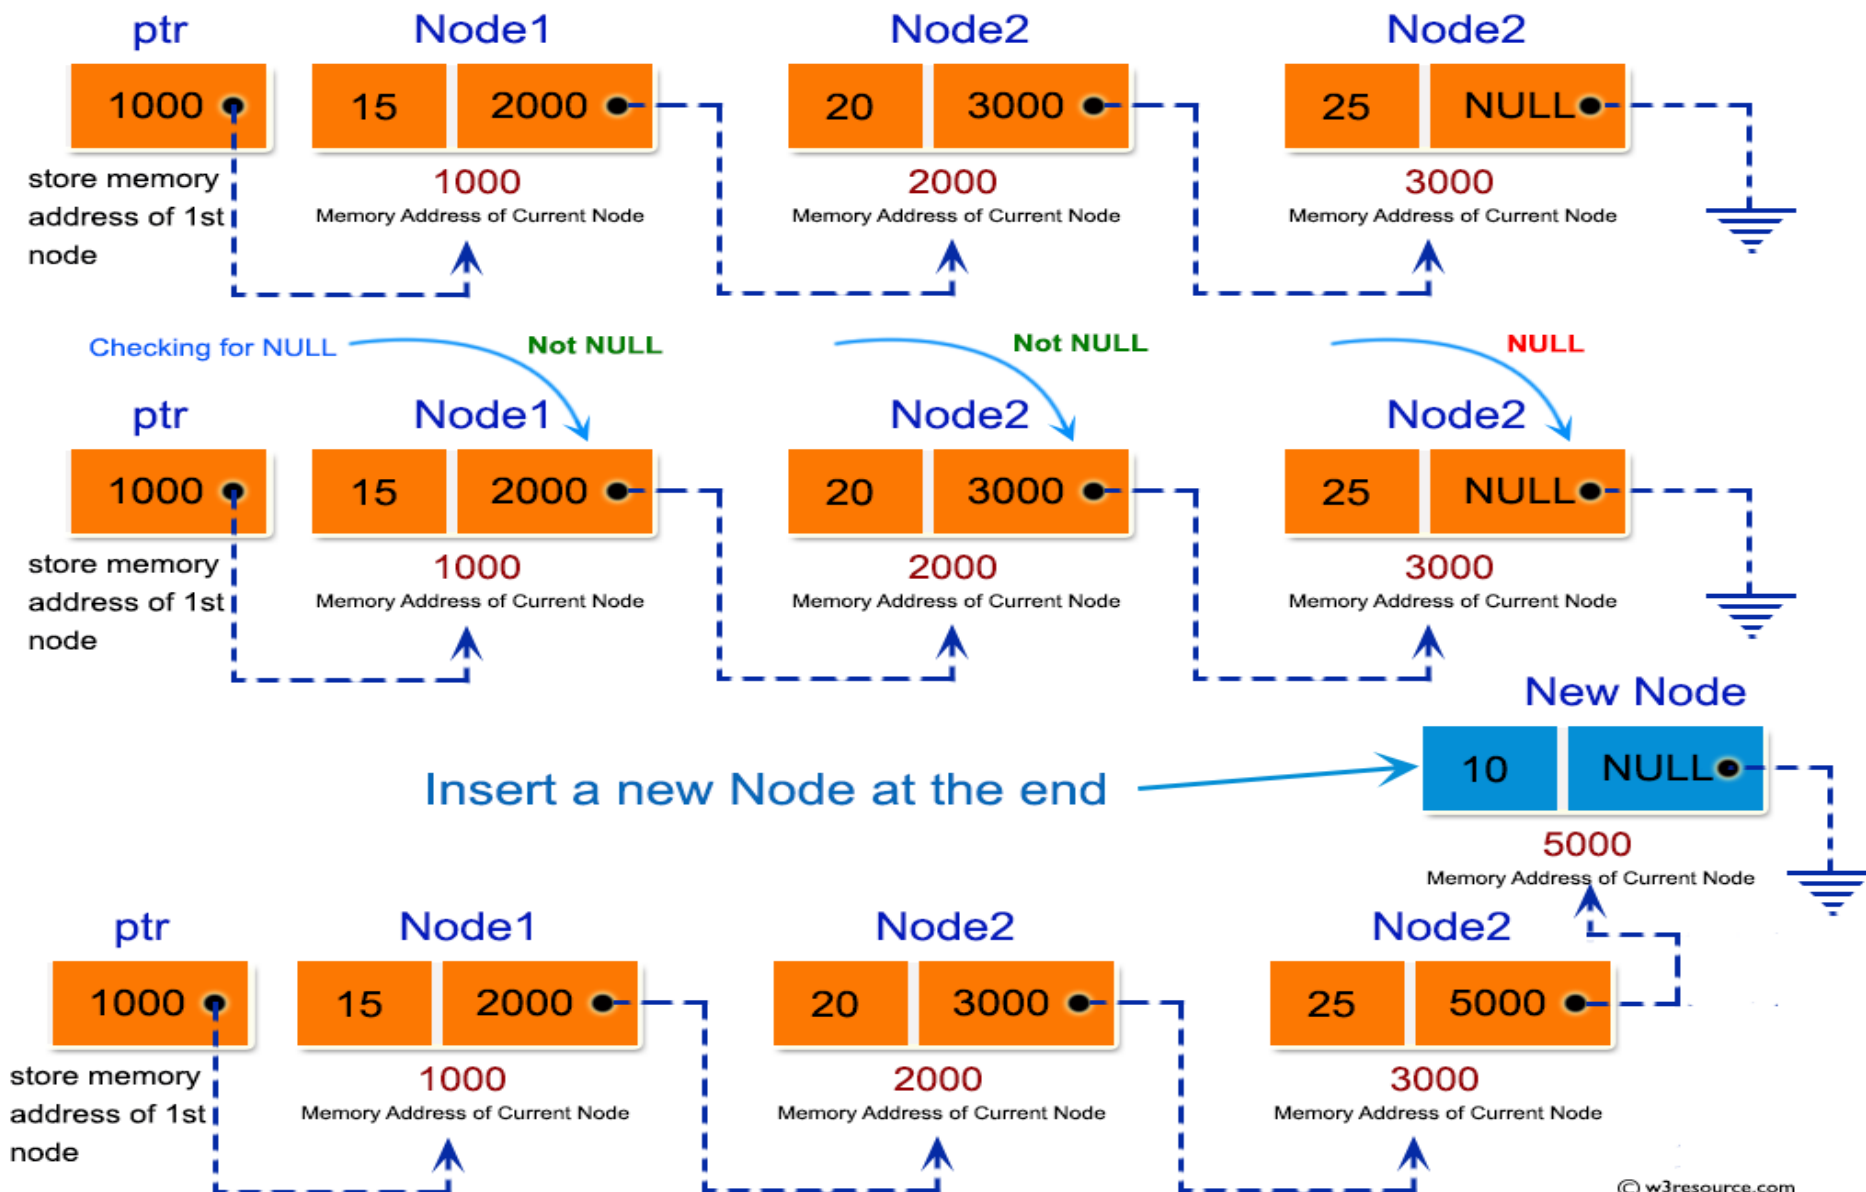 ptr Node1 Node2 Node2
1000 15 2000 20 3000 25 NULL
store memory
address of 1st
node
1000 2000 3000
Memory Address of Current Node Memory Address of Current Node Memory Address of Current Node
Checking for NULL Not NULL Not NULL NULL
ptr Node1 Node2 Node2
1000 15 2000 20 3000 25 NULL
store memory
address of 1st
node
1000 2000 3000
Memory Address of Current Node Memory Address of Current Node Memory Address of Current Node
New Node
Insert a new Node at the end 10 NULL
5000
Memory Address of Current Node
ptr Node1 Node2 Node2
1000 15 2000 20 3000 25 5000
store memory
address of 1st
node
1000 2000 3000
Memory Address of Current Node Memory Address of Current Node Memory Address of Current Node
© w3resource.com